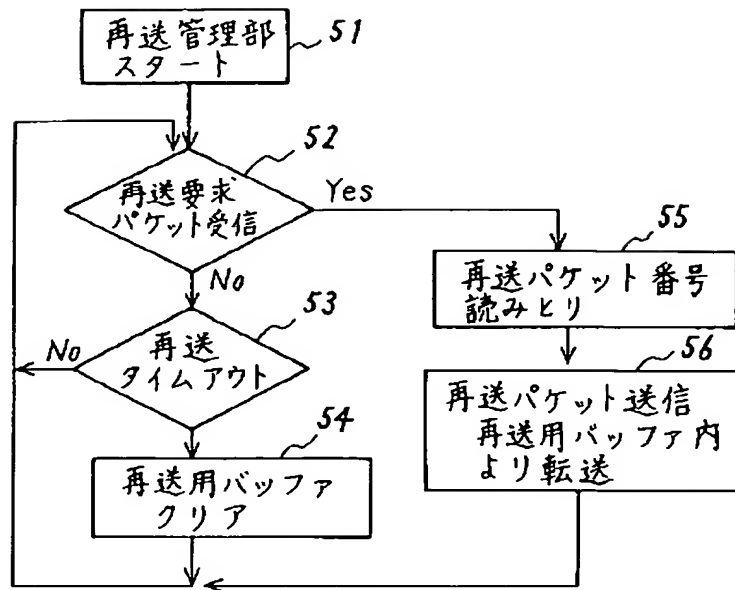 再送管理部
スタート
51
52
再送要求
パケット受信
Yes
No
55
再送パケット番号
読みとり
53
再送
タイムアウト
No
56
再送パケット送信
再送用バッファ内
より転送
54
再送用バッファ
クリア